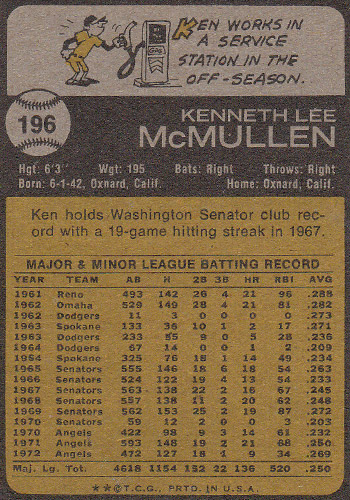 KEN WORKS IN
A SERVICE
STATION IN THE
OFF-SEASON.
196
KENNETH LEE
McMULLEN
Hgt: 6'3" Wgt: 195 Bats: Right Throws: Right
Born: 6-1-42, Oxnard, Calif. Home: Oxnard, Calif.
Ken holds Washington Senator club rec-
ord with a 19-game hitting streak in 1967.
MAJOR & MINOR LEAGUE BATTING RECORD
YEAR TEAM AB H 2B 3B HR RBI AVG
1961 Reno 493 142 26 4 21 96 .288
1962 Omaha 529 149 28 4 21 81 .282
1962 Dodgers 11 3 0 0 0 0 .273
1963 Spokane 133 36 10 1 2 17 .271
1963 Dodgers 233 55 9 0 5 28 .236
1964 Dodgers 67 14 0 0 1 2 .209
1964 Spokane 325 76 18 1 14 49 .234
1965 Senators 555 146 18 6 18 54 .263
1966 Senators 524 122 19 4 13 54 .233
1967 Senators 563 138 22 2 16 67 .245
1968 Senators 557 138 11 2 20 62 .248
1969 Senators 562 153 25 2 19 87 .272
1970 Senators 59 12 2 0 0 3 .203
1970 Angels 422 98 9 3 14 61 .232
1971 Angels 593 148 19 2 21 68 .250
1972 Angels 472 127 18 1 9 34 .269
Maj. Lg. Tot. 4618 1154 152 22 136 520 .250
**©T.C.G., PRTD. IN U.S.A.